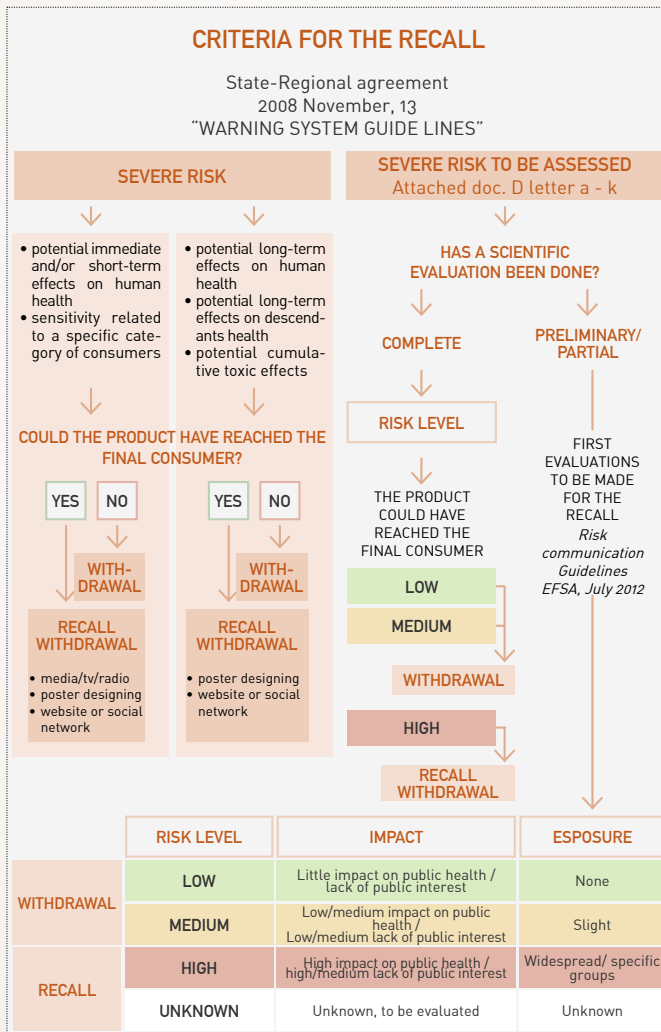 CRITERIA FOR THE RECALL
State-Regional agreement
2008 November, 13
“WARNING SYSTEM GUIDE LINES”
SEVERE RISK
• potential immediate
and/or short-term
effects on human
health
• sensitivity related
to a specific cate-
gory of consumers
• potential long-term
effects on human
health
• potential long-term
effects on descend-
ants health
• potential cumula-
tive toxic effects
COULD THE PRODUCT HAVE REACHED THE
FINAL CONSUMER?
YES
NO
WITH-
DRAWAL
RECALL
WITHDRAWAL
• media/tv/radio
• poster designing
• website or social
network
YES
NO
WITH-
DRAWAL
RECALL
WITHDRAWAL
• poster designing
• website or social
network
SEVERE RISK TO BE ASSESSED
Attached doc. D letter a - k
HAS A SCIENTIFIC
EVALUATION BEEN DONE?
COMPLETE
RISK LEVEL
THE PRODUCT
COULD HAVE
REACHED THE
FINAL CONSUMER
LOW
MEDIUM
WITHDRAWAL
HIGH
RECALL
WITHDRAWAL
PRELIMINARY/
PARTIAL
FIRST
EVALUATIONS
TO BE MADE
FOR THE
RECALL
Risk
communication
Guidelines
EFSA, July 2012
RISK LEVEL
IMPACT
ESPOSURE
WITHDRAWAL
LOW
Little impact on public health /
lack of public interest
None
MEDIUM
Low/medium impact on public
health /
Low/medium lack of public interest
Slight
RECALL
HIGH
High impact on public health /
high/medium lack of public interest
Widespread/ specific
groups
UNKNOWN
Unknown, to be evaluated
Unknown